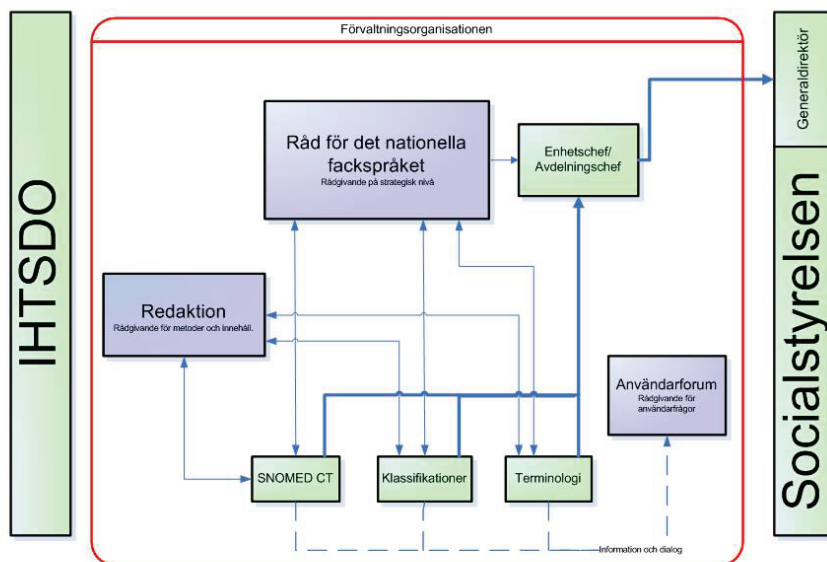 Förvaltningsorganisationen
IHTSDO
Generaldirektör
Socialstyrelsen
Råd för det nationella
fackspråket
Rådgivande på strategisk nivå
Enhetschef/
Avdelningschef
Redaktion
Rådgivande för metoder och innehåll.
Användarforum
Rådgivande för
användarfrågor
SNOMED CT
Klassifikationer
Terminologi
Information och dialog